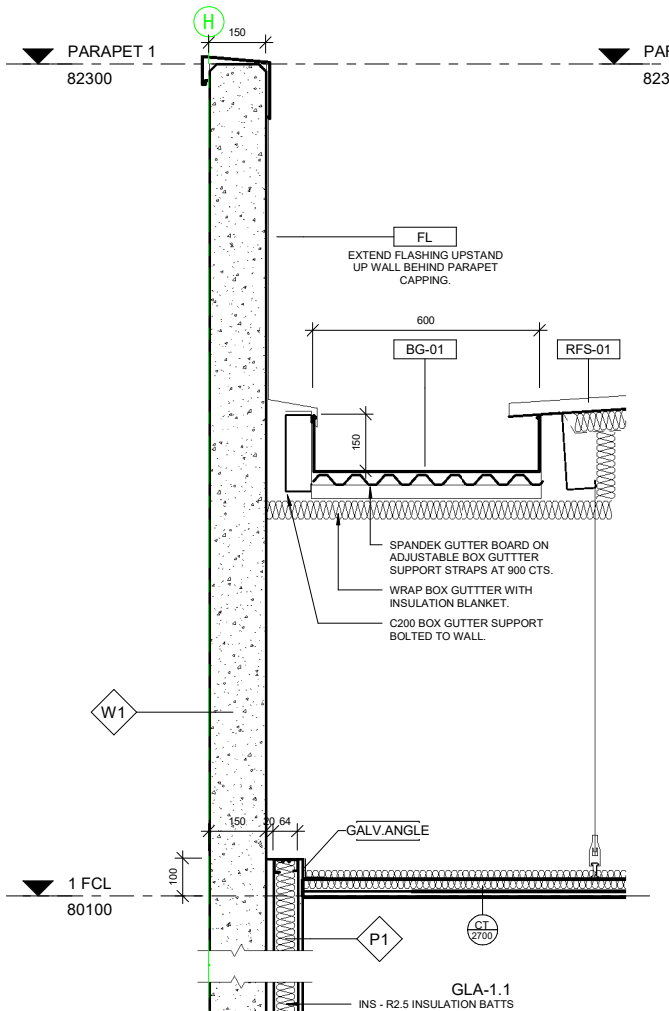 H
150
PARAPET 1
82300
PAR
823
FL
EXTEND FLASHING UPSTAND
UP WALL BEHIND PARAPET
CAPPING.
600
BG-01
RFS-01
150
SPANDEK GUTTER BOARD ON
ADJUSTABLE BOX GUTTTER
SUPPORT STRAPS AT 900 CTS.
WRAP BOX GUTTTER WITH
INSULATION BLANKET.
C200 BOX GUTTER SUPPORT
BOLTED TO WALL.
W1
150 20 64
GALV.ANGLE
100
1 FCL
80100
CT
2700
P1
GLA-1.1
INS - R2.5 INSULATION BATTS